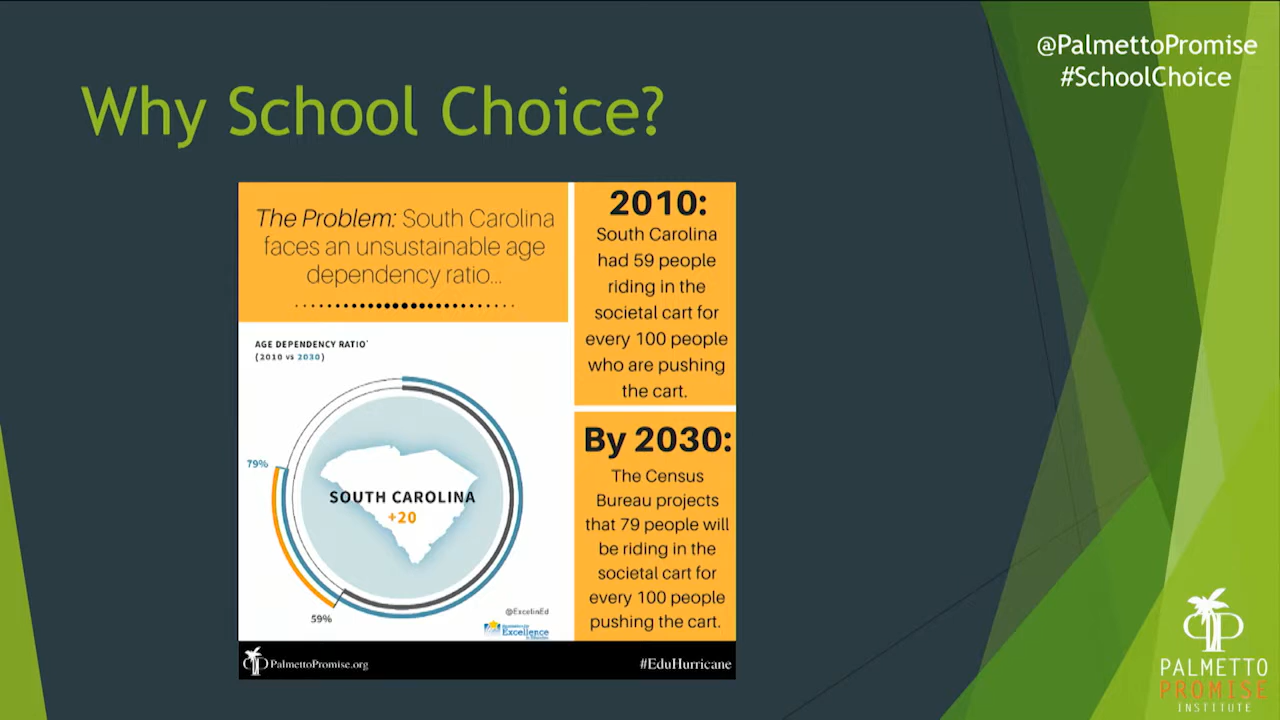 @PalmettoPromise
#SchoolChoice
Why School Choice?
The Problem: South Carolina
faces an unsustainable age
dependency ratio...
AGE DEPENDENCY RATIO*
(2010 vs 2030)
79%
SOUTH CAROLINA
+20
59%
@ExcelinEd
Excellence
2010:
South Carolina
had 59 people
riding in the
societal cart for
every 100 people
who are pushing
the cart.
By 2030:
The Census
Bureau projects
that 79 people will
be riding in the
societal cart for
every 100 people
pushing the cart.
PalmettoPromise.org
#EduHurricane
PALMETTO
PROMISE
INSTITUTE